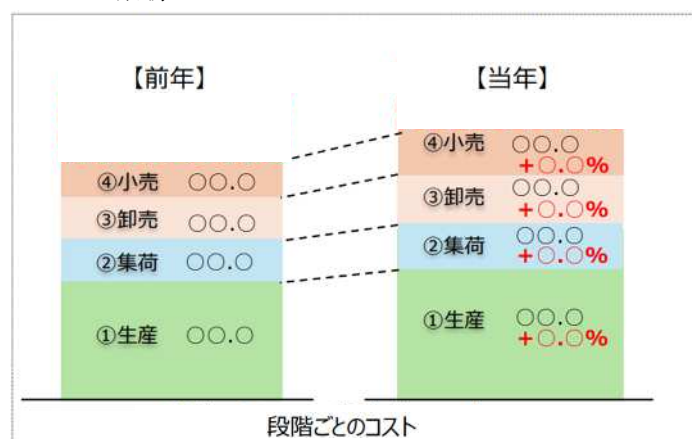 【前年】
【当年】
④小売 〇〇.〇
③卸売 〇〇.〇
②集荷 〇〇.〇
①生産 〇〇.〇
④小売 〇〇.〇
+〇.〇%
③卸売 〇〇.〇
+〇.〇%
②集荷 〇〇.〇
+〇.〇%
①生産 〇〇.〇
+〇.〇%
段階ごとのコスト